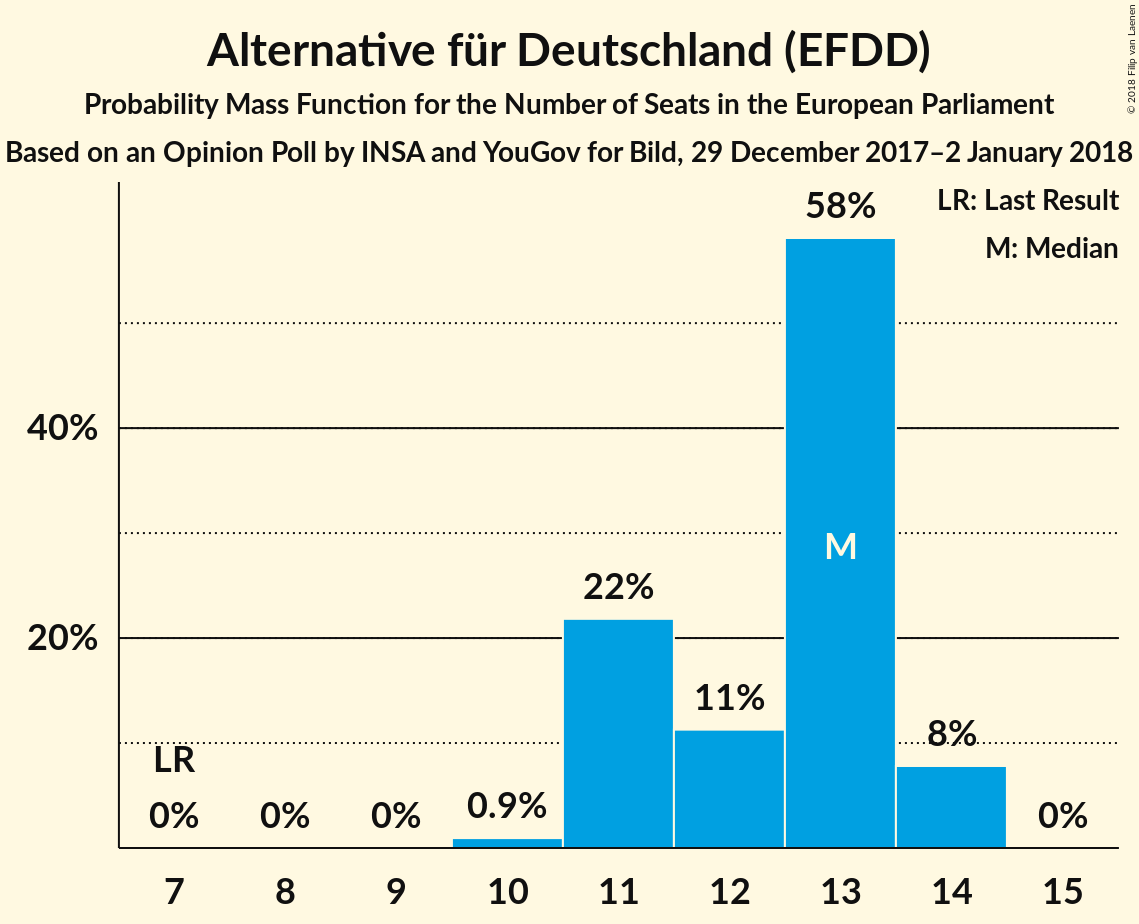 Alternative für Deutschland (EFDD)
Probability Mass Function for the Number of Seats in the European Parliament
Based on an Opinion Poll by INSA and YouGov for Bild, 29 December 2017–2 January 2018
© 2018 Filip van Laenen
LR: Last Result
M: Median
58%
40%
M
22%
20%
11%
8%
LR
0%
0%
0%
0.9%
0%
7
8
9
10
11
12
13
14
15